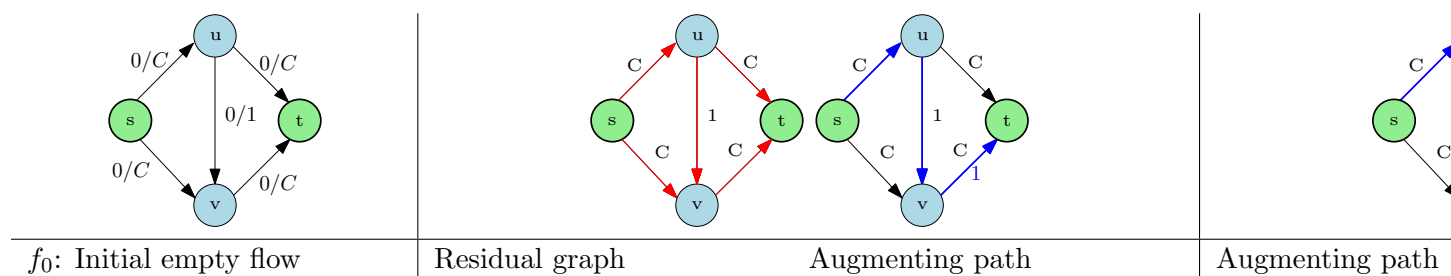 u
0/C
0/C
s
0/1
t
0/C
0/C
v
u
C
C
s
1
t
C
C
v
u
C
C
s
1
t
C
C
1
v
C
s
C
f₀: Initial empty flow
Residual graph
Augmenting path
Augmenting path